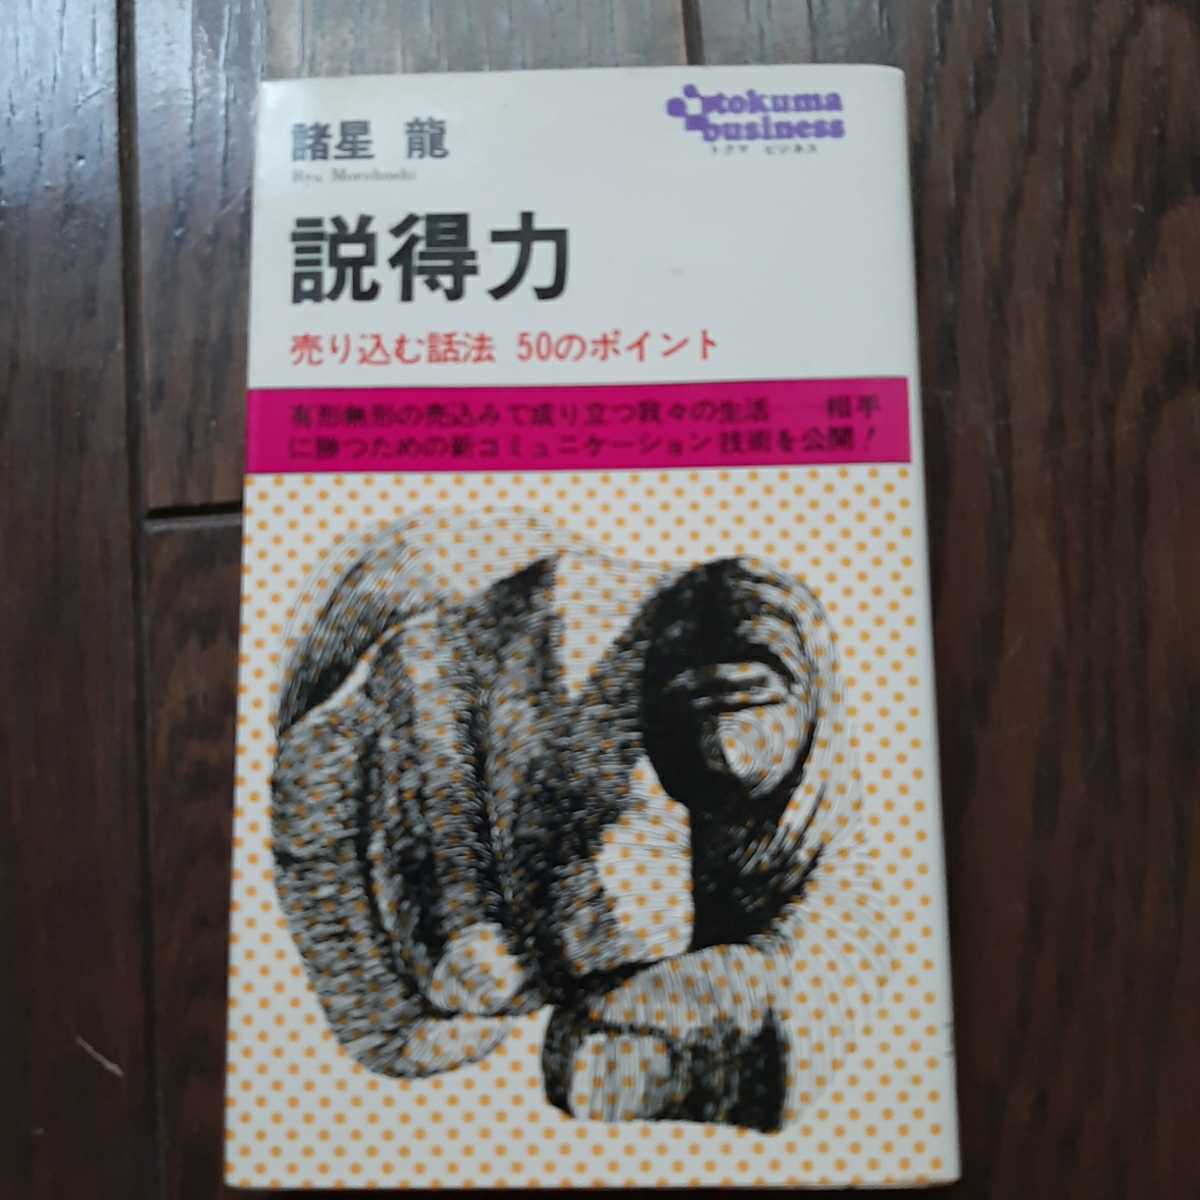 tokuma
business
トクマ ビジネス
諸星 龍
Ryu Morohoshi
説得力
売り込む話法 50のポイント
有形無形の売込みで成り立つ我々の生活──相手
に勝つための新コミュニケーション技術を公開！